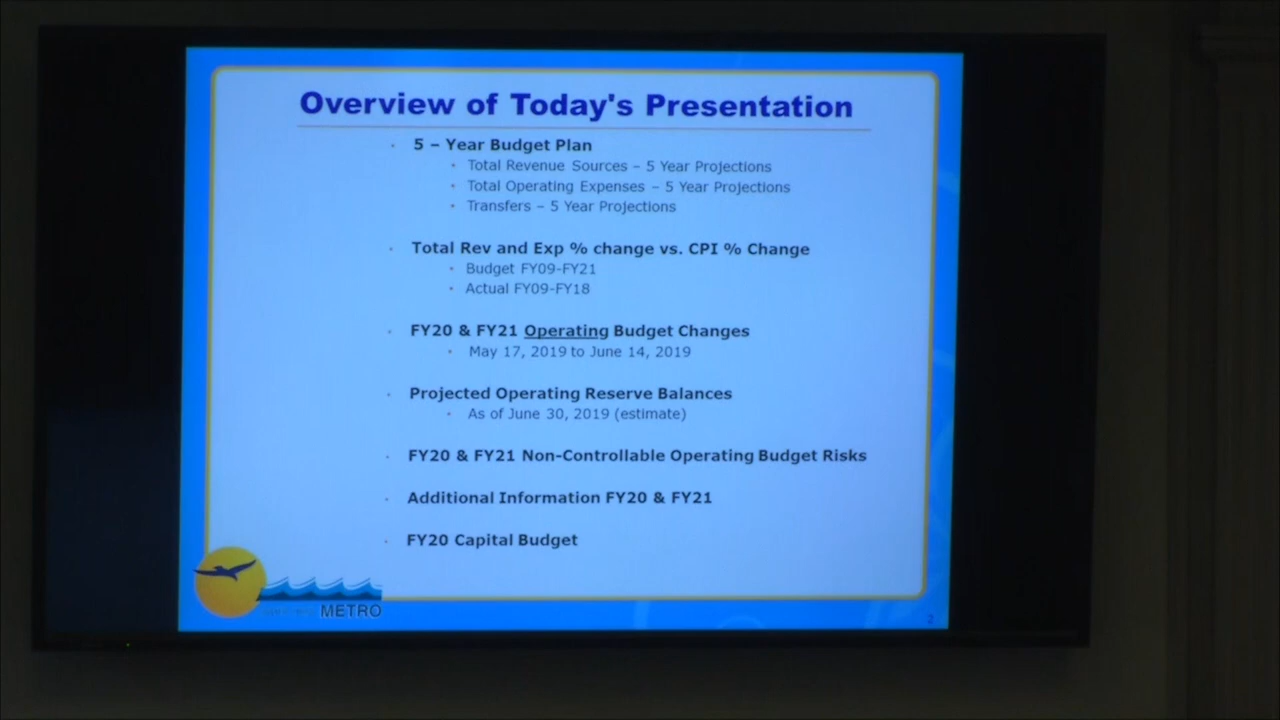 Overview of Today's Presentation
5 – Year Budget Plan
Total Revenue Sources – 5 Year Projections
Total Operating Expenses – 5 Year Projections
Transfers – 5 Year Projections
Total Rev and Exp % change vs. CPI % Change
Budget FY09-FY21
Actual FY09-FY18
FY20 & FY21 Operating Budget Changes
May 17, 2019 to June 14, 2019
Projected Operating Reserve Balances
As of June 30, 2019 (estimate)
FY20 & FY21 Non-Controllable Operating Budget Risks
Additional Information FY20 & FY21
FY20 Capital Budget
METRO
2